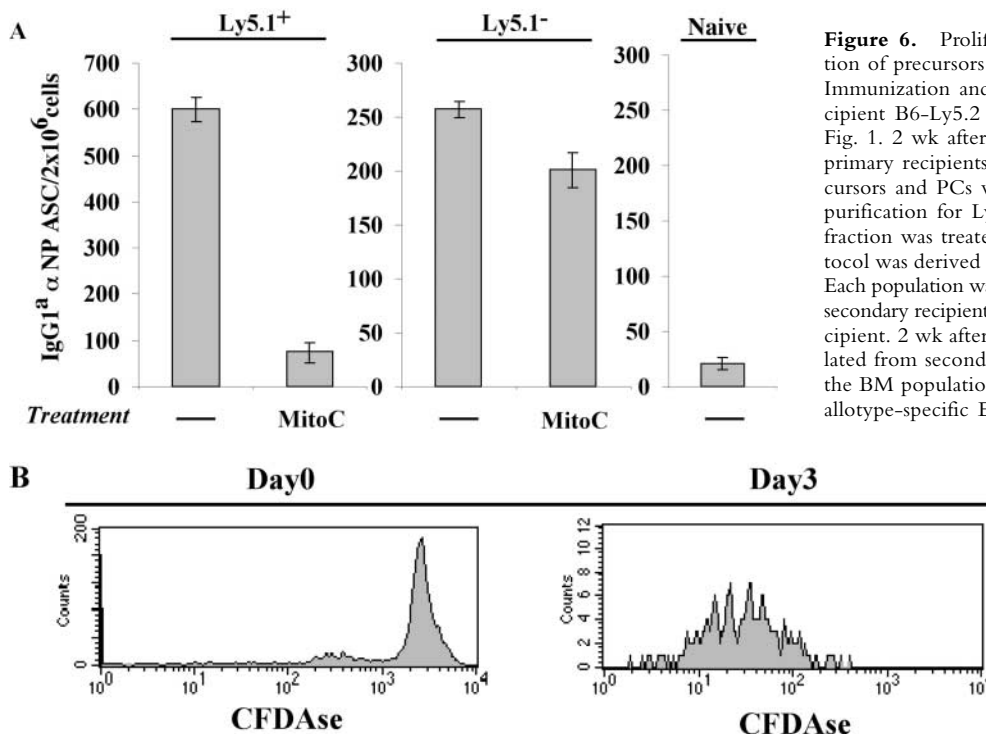 A
Ly5.1+
Ly5.1-
Naive
IgG1a α NP ASC/2x10^6 cells
700
600
500
400
300
200
100
0
300
250
200
150
100
50
0
300
250
200
150
100
50
0
Treatment
—
MitoC
—
MitoC
—
Figure 6. Prolif
tion of precursors
Immunization and
cipient B6-Ly5.2
Fig. 1. 2 wk after
primary recipients
cursors and PCs w
purification for Ly
fraction was treate
tocol was derived
Each population wa
secondary recipient
cipient. 2 wk after
lated from second
the BM population
allotype-specific E
B
Day0
Day3
Counts
200
0
10^0 10^1 10^2 10^3 10^4
CFDAse
Counts
12
10
8
6
4
2
0
10^0 10^1 10^2 10^3 10
CFDAse